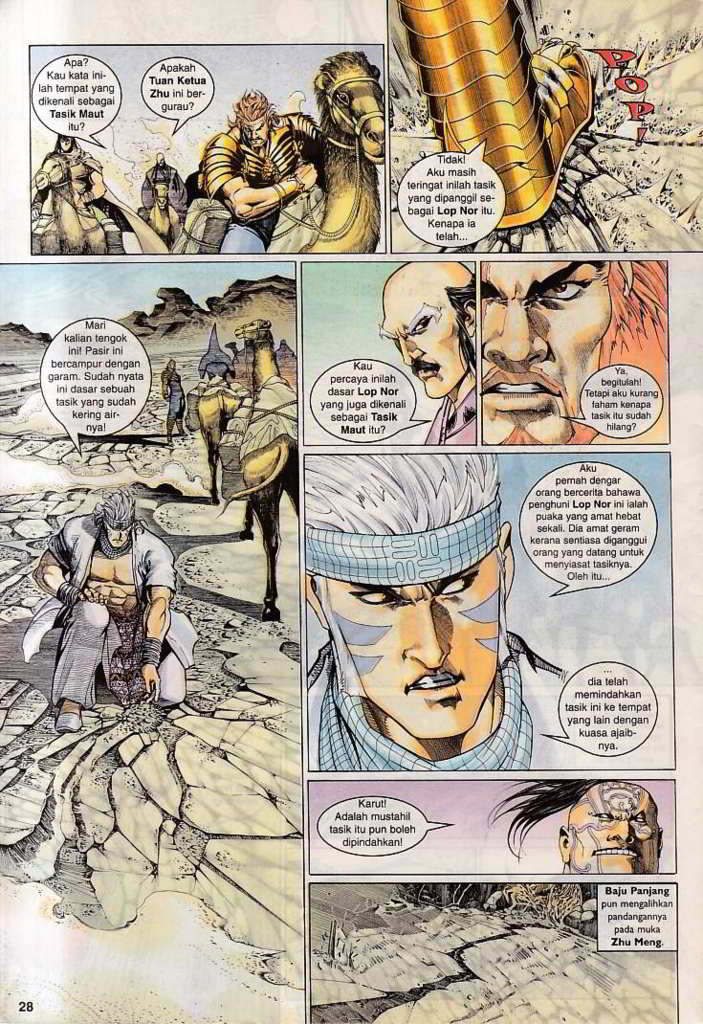 Apa?
Kau kata ini-
lah tempat yang
dikenali sebagai
Tasik Maut
itu?
Apakah
Tuan Ketua
Zhu ini ber-
gurau?
POP!
Tidak!
Aku masih
teringat inilah tasik
yang dipanggil se-
bagai Lop Nor itu.
Kenapa ia
telah...
Mari
kalian tengok
ini! Pasir ini
bercampur dengan
garam. Sudah nyata
ini dasar sebuah
tasik yang sudah
kering air-
nya!
Kau
percaya inilah
dasar Lop Nor
yang juga dikenali
sebagai Tasik
Maut itu?
Ya,
begitulah!
Tetapi aku kurang
faham kenapa
tasik itu sudah
hilang?
Aku
pernah dengar
orang bercerita bahawa
penghuni Lop Nor ini ialah
puaka yang amat hebat
sekali. Dia amat geram
kerana sentiasa diganggui
orang yang datang untuk
menyiasat tasiknya.
Oleh itu...
...
dia telah
memindahkan
tasik ini ke tempat
yang lain dengan
kuasa ajaib-
nya.
Karut!
Adalah mustahil
tasik itu pun boleh
dipindahkan!
Baju Panjang
pun mengalihkan
pandangannya
pada muka
Zhu Meng.
28